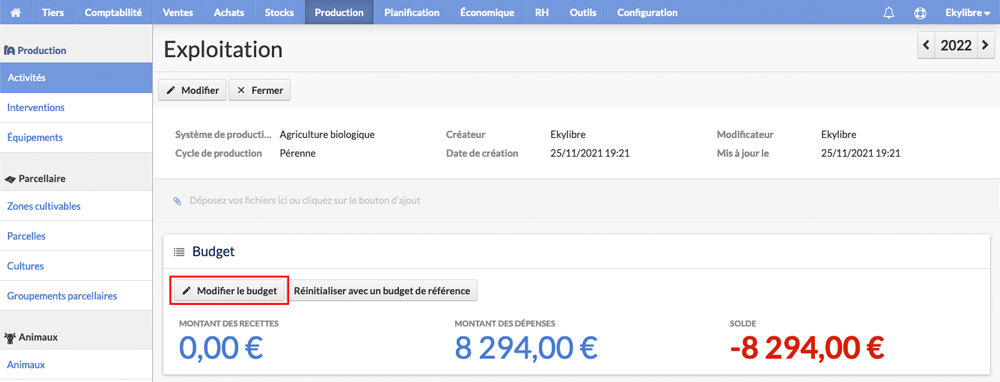 Tiers Comptabilité Ventes Achats Stocks Production Planification Économique RH Outils Configuration Ekylibre
Production
Activités
Interventions
Équipements
Parcellaire
Zones cultivables
Parcelles
Cultures
Groupements parcellaires
Animaux
Animaux
Exploitation
2022
Modifier Fermer
Système de producti... Agriculture biologique Créateur Ekylibre Modificateur Ekylibre
Cycle de production Pérenne Date de création 25/11/2021 19:21 Mis à jour le 25/11/2021 19:21
Déposez vos fichiers ici ou cliquez sur le bouton d'ajout
Budget
Modifier le budget Réinitialiser avec un budget de référence
MONTANT DES RECETTES MONTANT DES DÉPENSES SOLDE
0,00 € 8 294,00 € -8 294,00 €